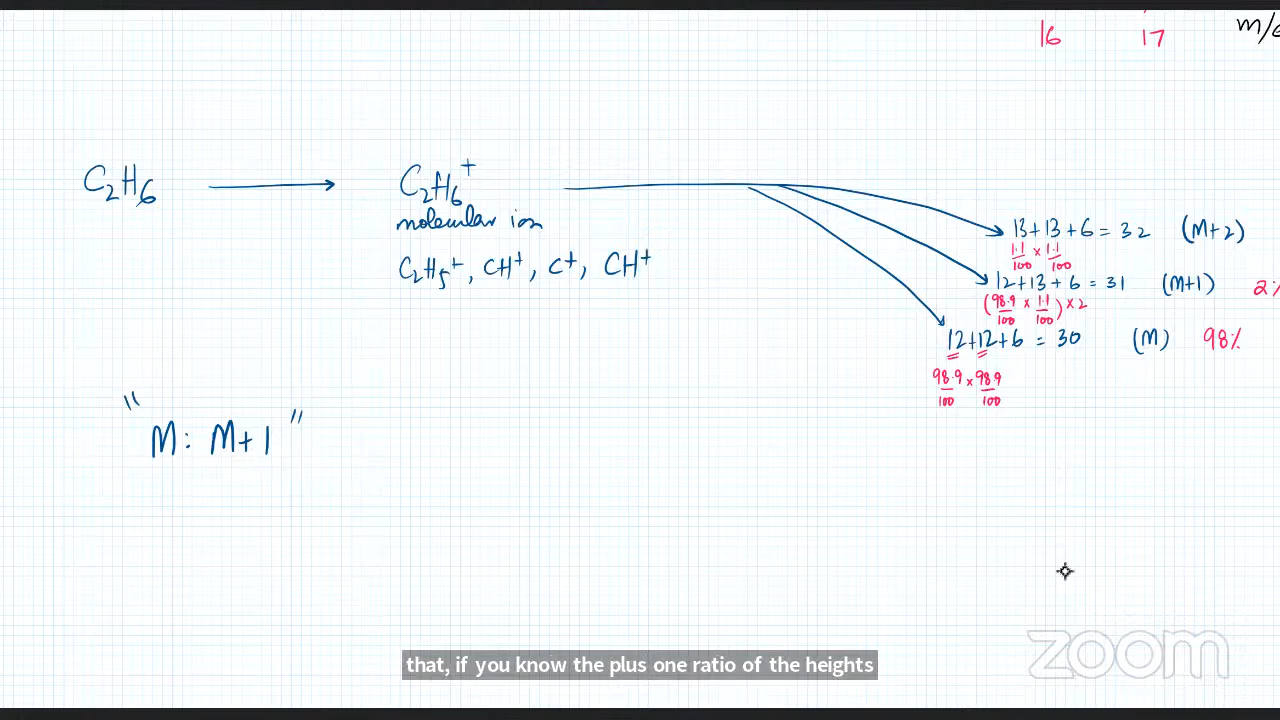 16 17 m/e
C₂H₆ → C₂H₆⁺
molecular ion
C₂H₅⁺, CH⁺, C⁺, CH⁺
13+13+6 = 32 (M+2)
1.1/100 × 1.1/100
12+13+6 = 31 (M+1) 2%
(98.9/100 × 1.1/100) × 2
12+12+6 = 30 (M) 98%
98.9/100 × 98.9/100
"M : M+1"
that, if you know the plus one ratio of the heights
zoom